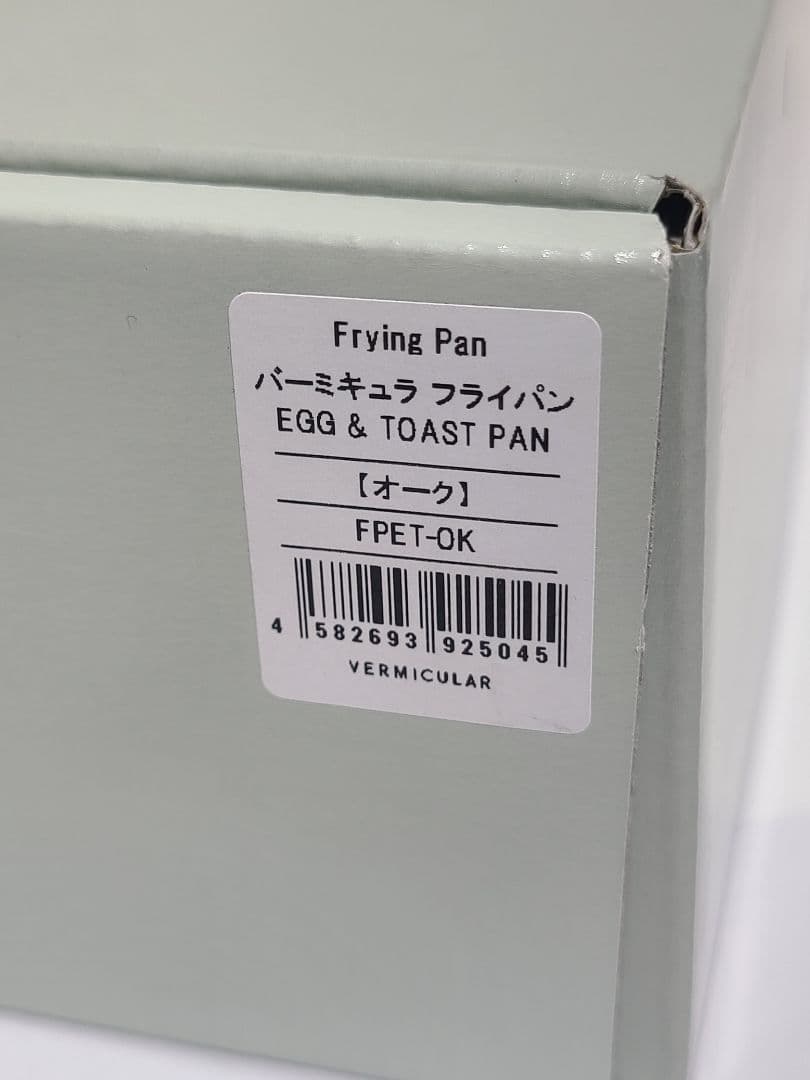 Frying Pan
バーミキュラ フライパン
EGG & TOAST PAN
【オーク】
FPET-OK
4 582693 925045
VERMICULAR